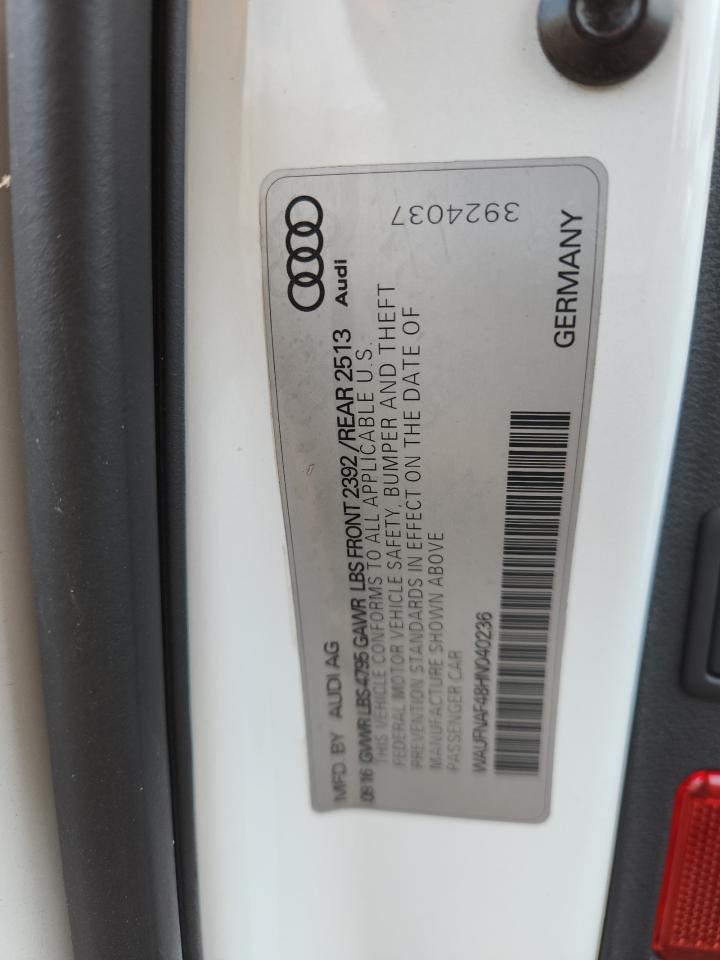 MFD BY AUDI AG
Audi
09 16 GVWR LBS 4795 GAWR LBS FRONT 2392 / REAR 2513
THIS VEHICLE CONFORMS TO ALL APPLICABLE U.S.
FEDERAL MOTOR VEHICLE SAFETY, BUMPER AND THEFT
PREVENTION STANDARDS IN EFFECT ON THE DATE OF
MANUFACTURE SHOWN ABOVE
PASSENGER CAR
WAUFNAF48HN040236
GERMANY
3924037